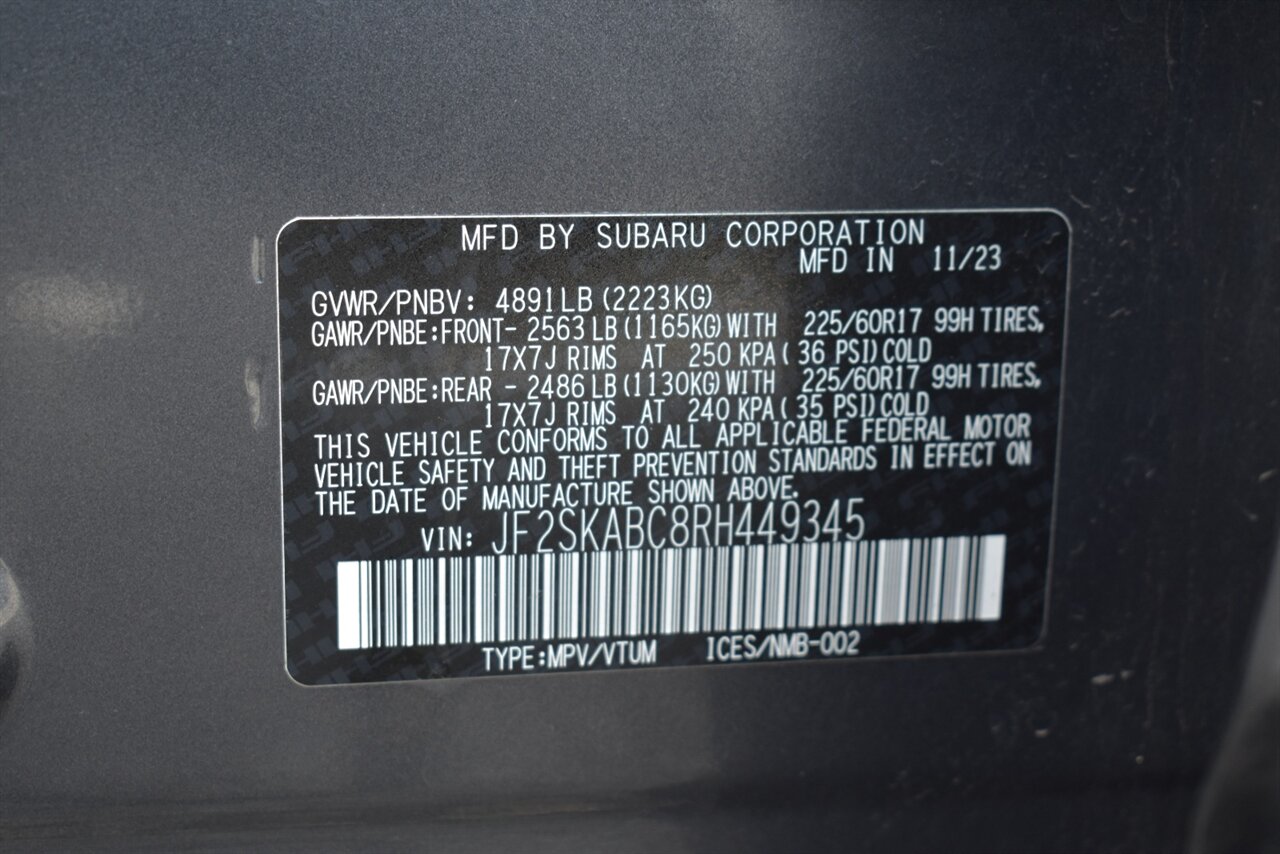 MFD BY SUBARU CORPORATION
MFD IN 11/23
GVWR/PNBV: 4891LB (2223KG)
GAWR/PNBE:FRONT- 2563 LB (1165KG) WITH 225/60R17 99H TIRES,
17X7J RIMS AT 250 KPA ( 36 PSI) COLD
GAWR/PNBE:REAR - 2486 LB (1130KG) WITH 225/60R17 99H TIRES,
17X7J RIMS AT 240 KPA ( 35 PSI) COLD
THIS VEHICLE CONFORMS TO ALL APPLICABLE FEDERAL MOTOR
VEHICLE SAFETY AND THEFT PREVENTION STANDARDS IN EFFECT ON
THE DATE OF MANUFACTURE SHOWN ABOVE.
VIN: JF2SKABC8RH449345
TYPE:MPV/VTUM ICES/NMB-002